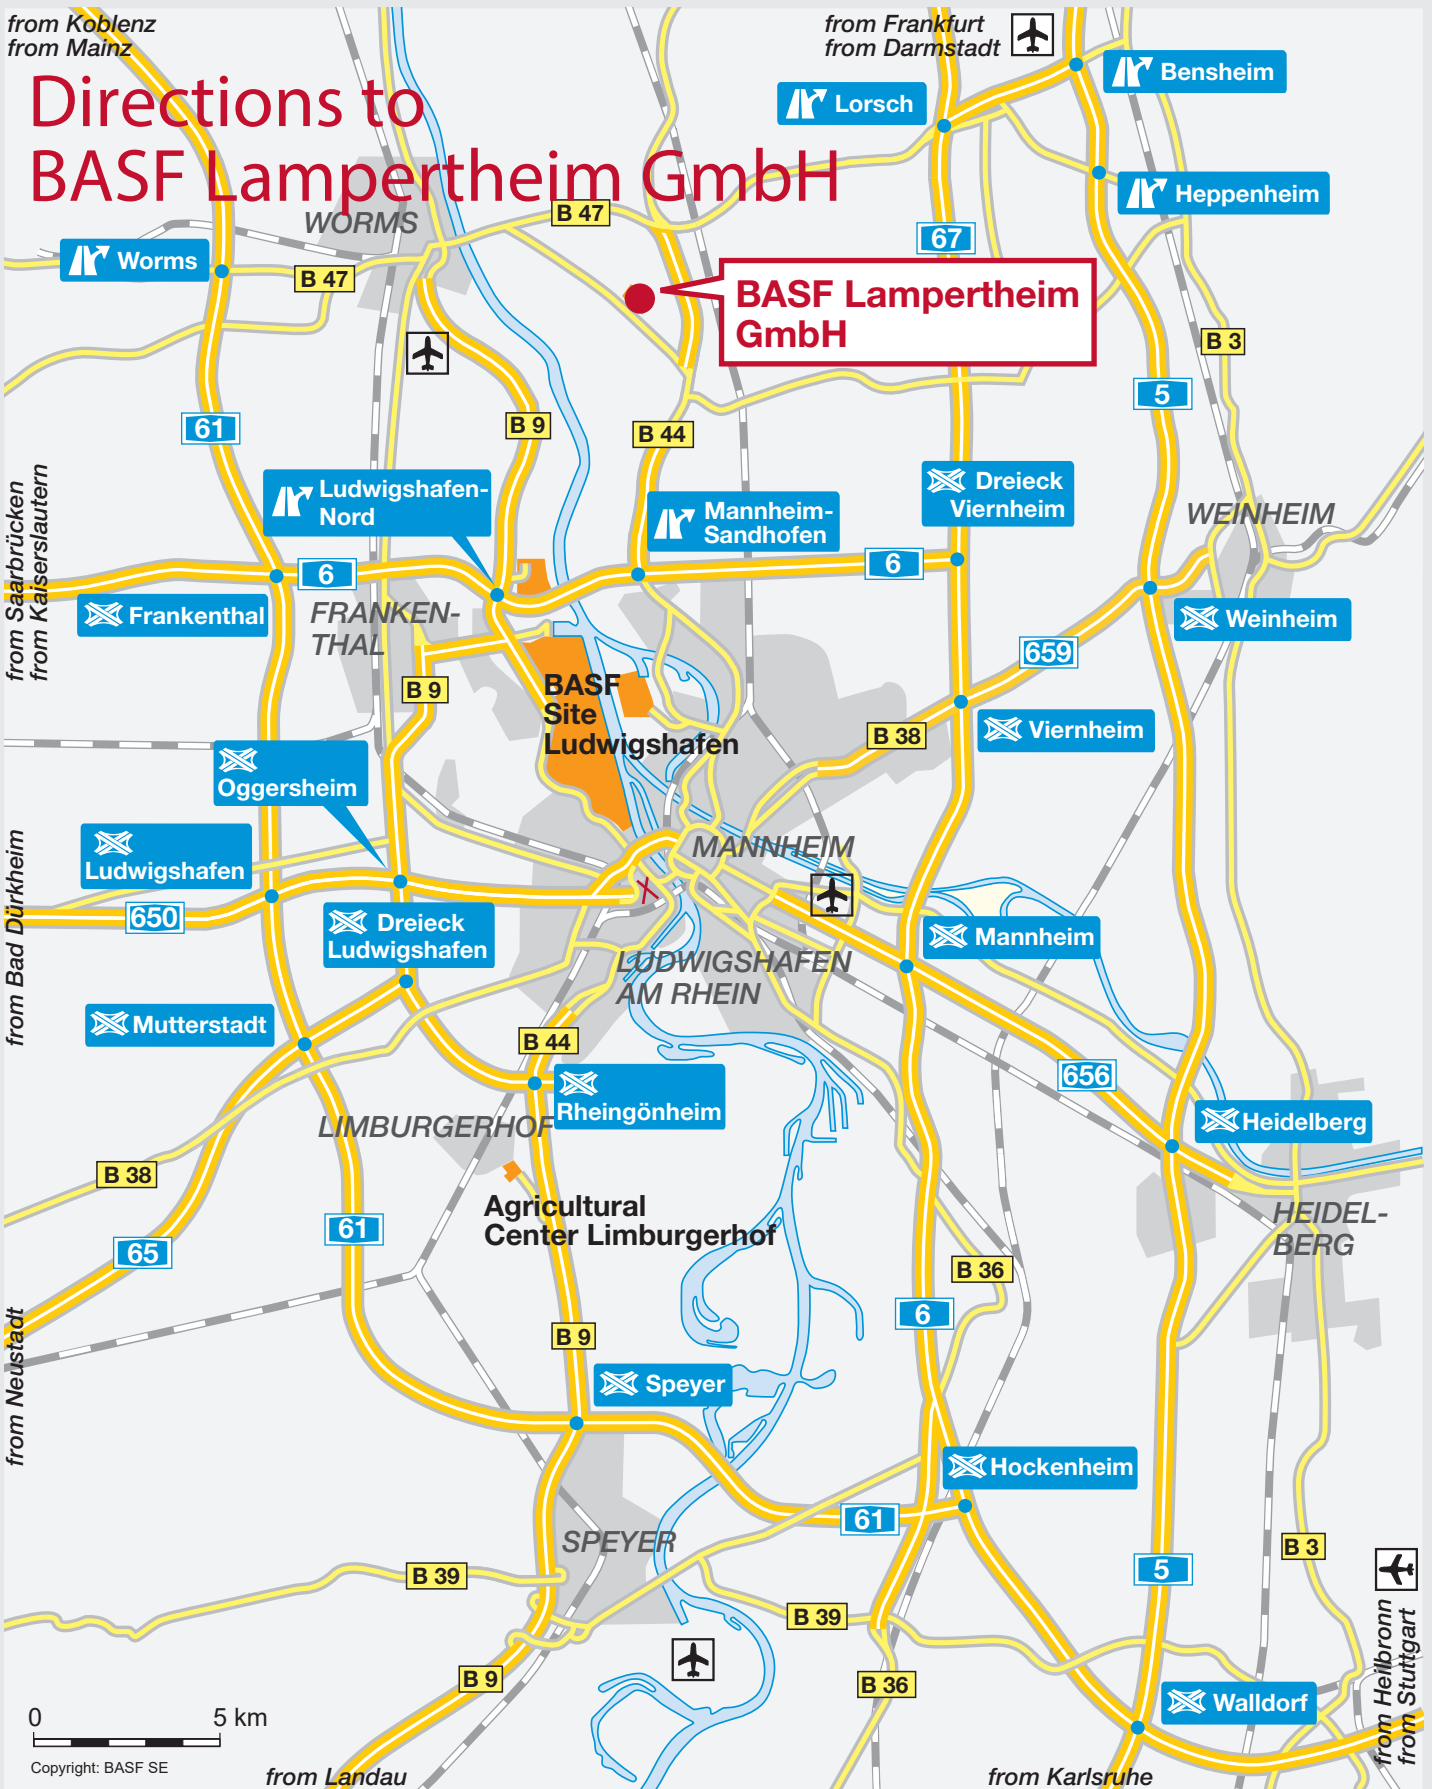 from Koblenz
from Mainz
from Frankfurt
from Darmstadt
Directions to
BASF Lampertheim GmbH
Bensheim
Lorsch
Heppenheim
WORMS
B 47
67
Worms
B 47
BASF Lampertheim
GmbH
B 3
5
61
B 9
B 44
from Saarbrücken
from Kaiserslautern
Ludwigshafen-
Nord
Mannheim-
Sandhofen
Dreieck
Viernheim
WEINHEIM
6
6
Frankenthal
FRANKEN-
THAL
Weinheim
659
B 9
BASF
Site
Ludwigshafen
B 38
Viernheim
Oggersheim
from Bad Dürkheim
Ludwigshafen
MANNHEIM
650
Dreieck
Ludwigshafen
Mannheim
LUDWIGSHAFEN
AM RHEIN
Mutterstadt
B 44
656
Rheingönheim
LIMBURGERHOF
Heidelberg
B 38
Agricultural
Center Limburgerhof
HEIDEL-
BERG
61
65
B 36
6
from Neustadt
B 9
Speyer
Hockenheim
61
SPEYER
B 3
B 39
5
B 39
from Heilbronn
from Stuttgart
B 9
B 36
Walldorf
0 5 km
Copyright: BASF SE
from Landau
from Karlsruhe